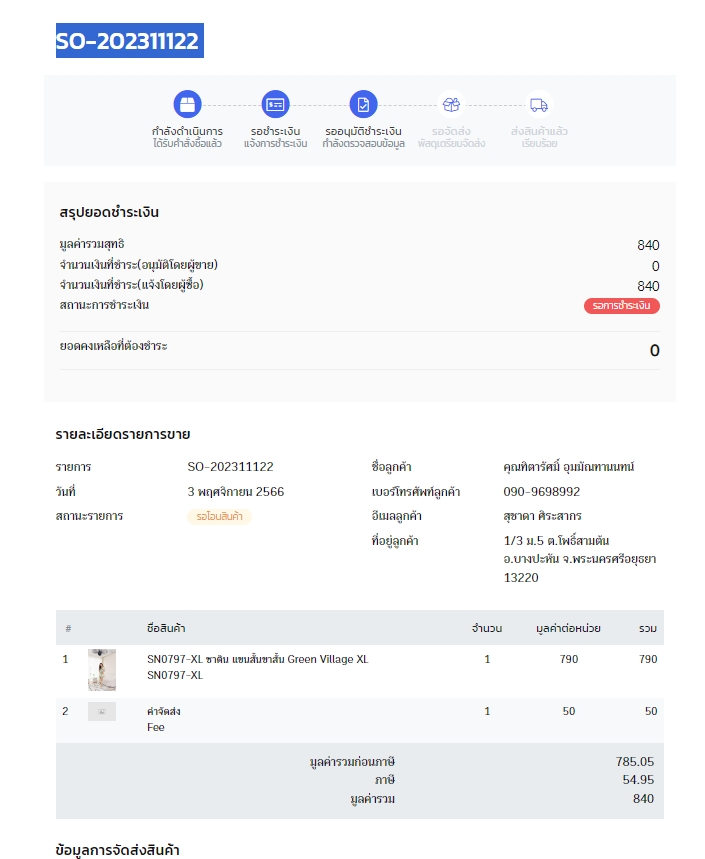 SO-202311122
กำลังดำเนินการ
ได้รับคำสั่งซื้อแล้ว
รอชำระเงิน
แจ้งการชำระเงิน
รออนุมัติชำระเงิน
กำลังตรวจสอบข้อมูล
รอจัดส่ง
พัสดุเตรียมจัดส่ง
ส่งสินค้าแล้ว
เรียบร้อย
สรุปยอดชำระเงิน
มูลค่ารวมสุทธิ 840
จำนวนเงินที่ชำระ(อนุมัติโดยผู้ขาย) 0
จำนวนเงินที่ชำระ(แจ้งโดยผู้ซื้อ) 840
สถานะการชำระเงิน รอการชำระเงิน
ยอดคงเหลือที่ต้องชำระ 0
รายละเอียดรายการขาย
รายการ SO-202311122 ชื่อลูกค้า คุณทิตารัศมิ์ อุมมัณทานนทน์
วันที่ 3 พฤศจิกายน 2566 เบอร์โทรศัพท์ลูกค้า 090-9698992
สถานะรายการ รอโอนสินค้า อีเมลลูกค้า สุชาดา ศิระสากร
ที่อยู่ลูกค้า 1/3 ม.5 ต.โพธิ์สามต้น
อ.บางปะหัน จ.พระนครศรีอยุธยา
13220
# ชื่อสินค้า จำนวน มูลค่าต่อหน่วย รวม
1 SN0797-XL ซาติน แขนสั้นขาสั้น Green Village XL 1 790 790
SN0797-XL
2 ค่าจัดส่ง 1 50 50
Fee
มูลค่ารวมก่อนภาษี 785.05
ภาษี 54.95
มูลค่ารวม 840
ข้อมูลการจัดส่งสินค้า